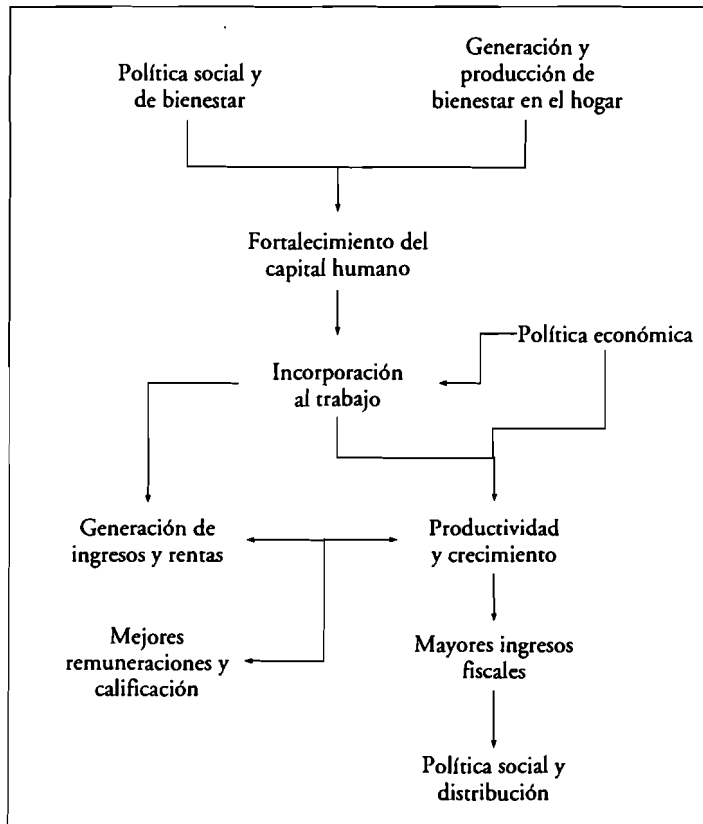 Política social y
de bienestar
Generación y
producción de
bienestar en el hogar
Fortalecimiento del
capital humano
Política económica
Incorporación
al trabajo
Generación de
ingresos y rentas
Productividad
y crecimiento
Mejores
remuneraciones y
calificación
Mayores ingresos
fiscales
Política social y
distribución